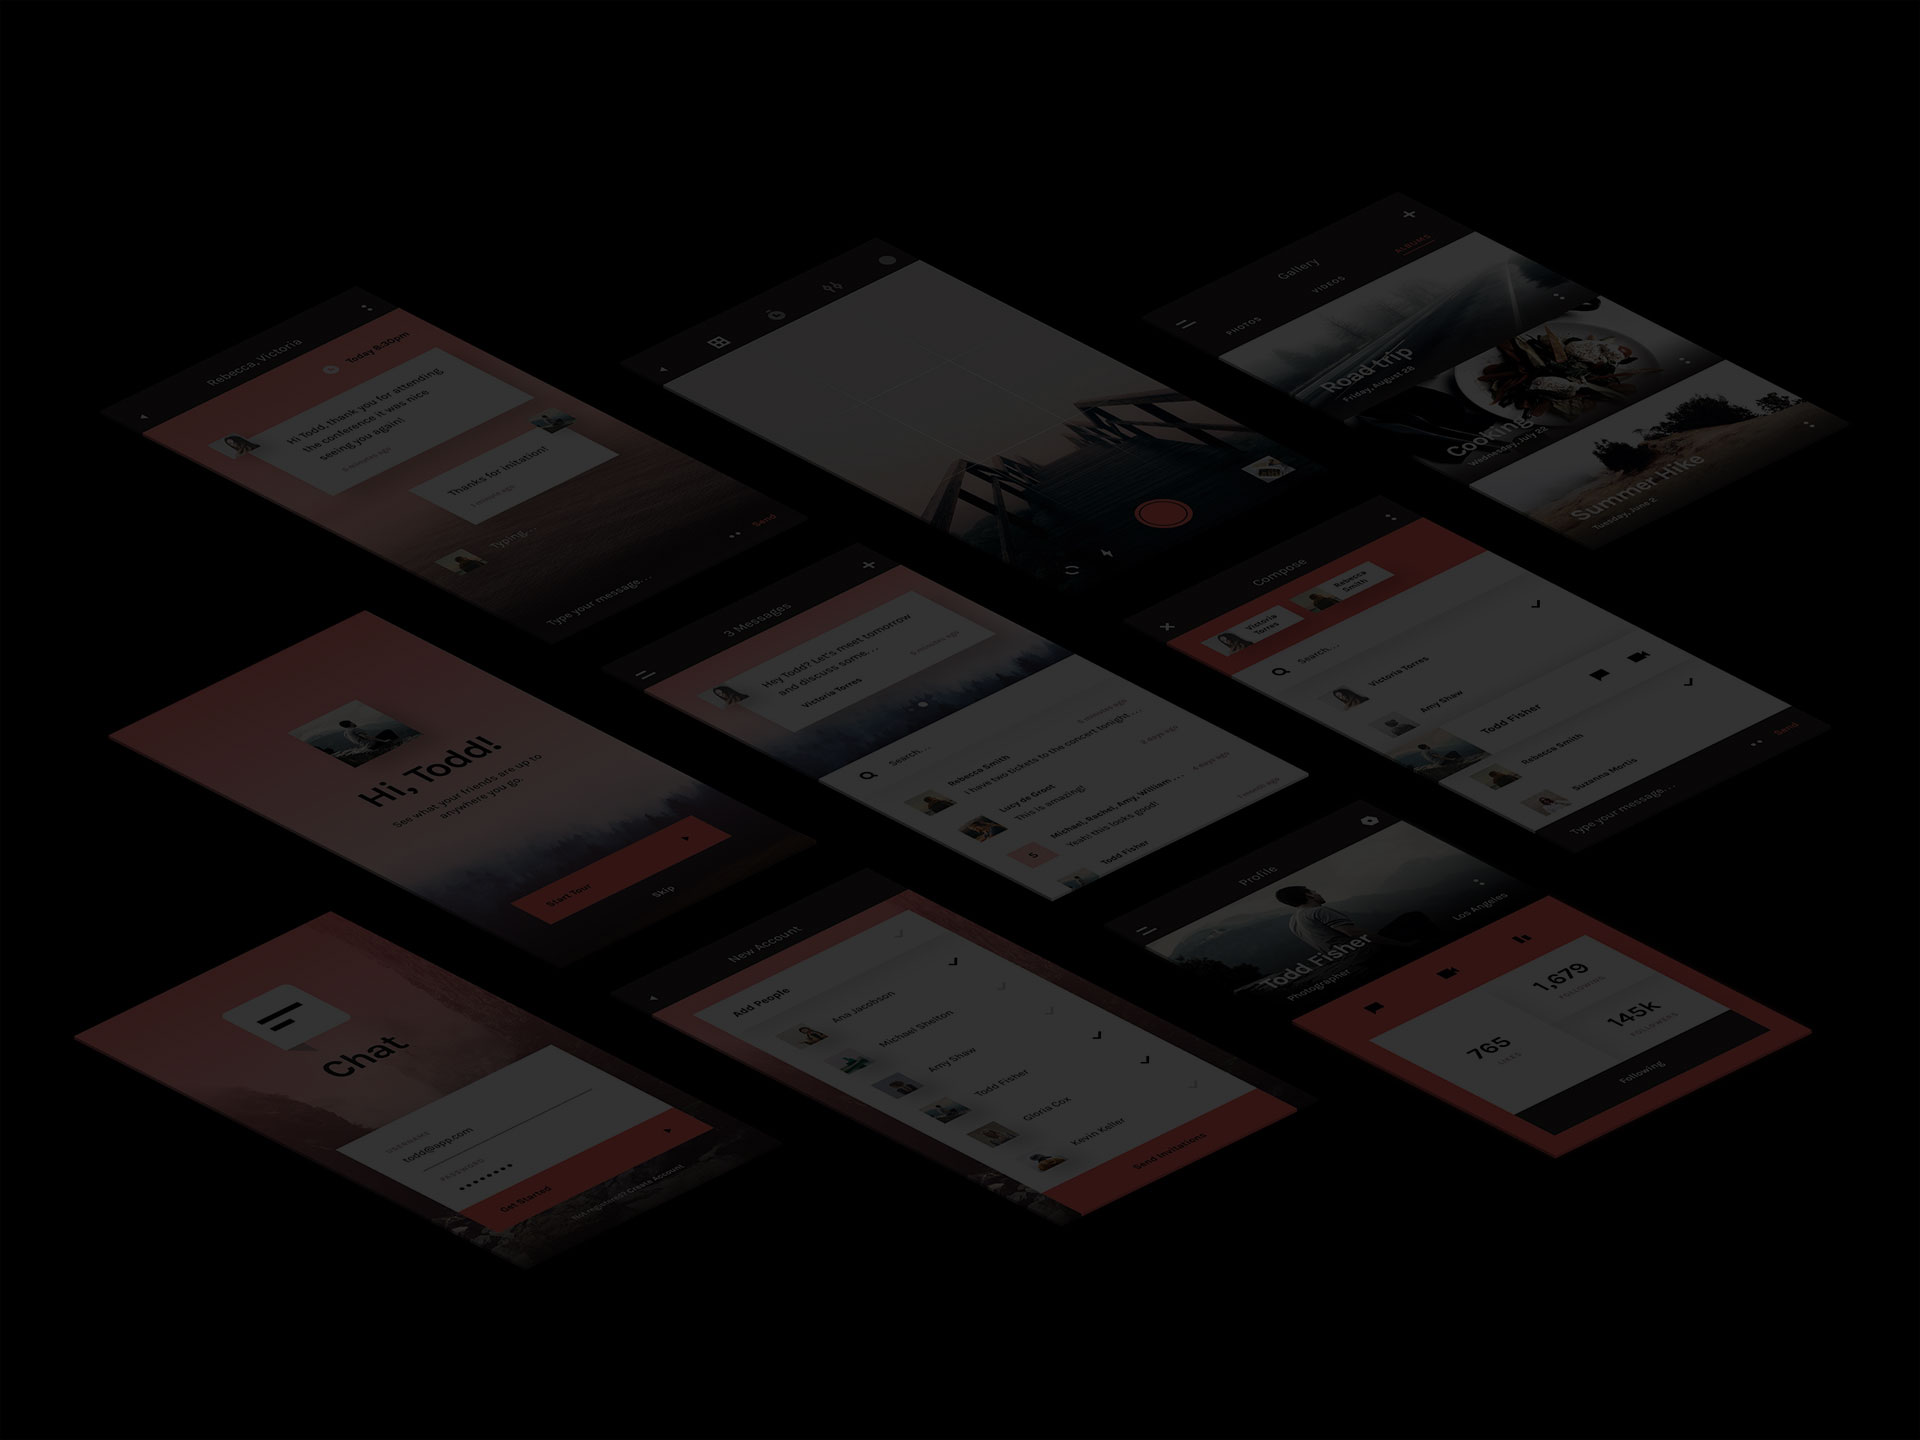 Rebecca, Victoria
Today 8:30pm
Hi Todd, thank you for attending
the conference it was nice
seeing you again!
5 minutes ago
Thanks for imitation!
1 minute ago
Typing...
Type your message...
Send
Gallery
PHOTOS
VIDEOS
ALBUMS
Road trip
Friday, August 28
Cooking
Wednesday, July 22
Summer Hike
Tuesday, June 2
Hi, Todd!
See what your friends are up to
anywhere you go.
Start Tour
Skip
3 Messages
Hey Todd? Let's meet tomorrow
and discuss some...
Victoria Torres
5 minutes ago
Search...
Rebecca Smith
5 minutes ago
I have two tickets to the concert tonight...
Lucy de Groot
2 days ago
This is amazing!
Michael, Rachel, Amy, William...
6 days ago
Yeah! this looks good!
5
Todd Fisher
1 month ago
Compose
Victoria
Torres
Rebecca
Smith
Search...
Victoria Torres
Amy Shaw
Todd Fisher
Rebecca Smith
Suzanna Mortis
Type your message...
Send
Chat
USERNAME
todd@app.com
PASSWORD
Get Started
Not registered? Create Account
New Account
Add People
Ana Jacobson
Michael Shelton
Amy Shaw
Todd Fisher
Gloria Cox
Kevin Keller
Send Invitations
Profile
Todd Fisher
Photographer
Los Angeles
765
LIKES
1,679
FOLLOWING
145k
FOLLOWERS
Following